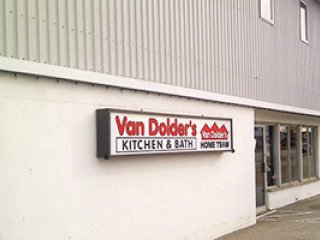 Van Dolder's
KITCHEN & BATH
Van Dolder's
HOME TEAM